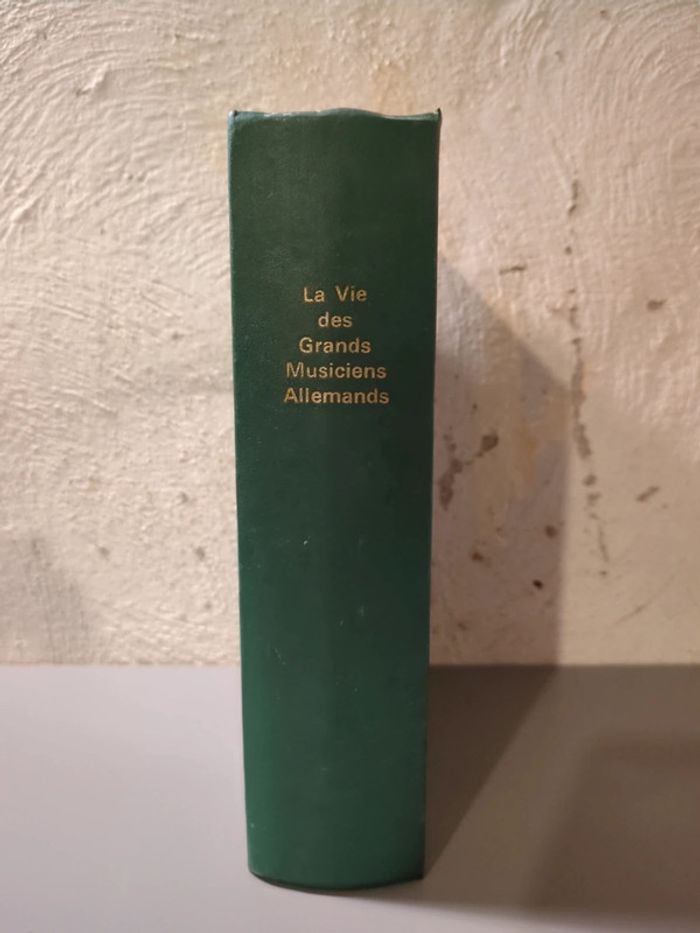 La Vie
des
Grands
Musiciens
Allemands